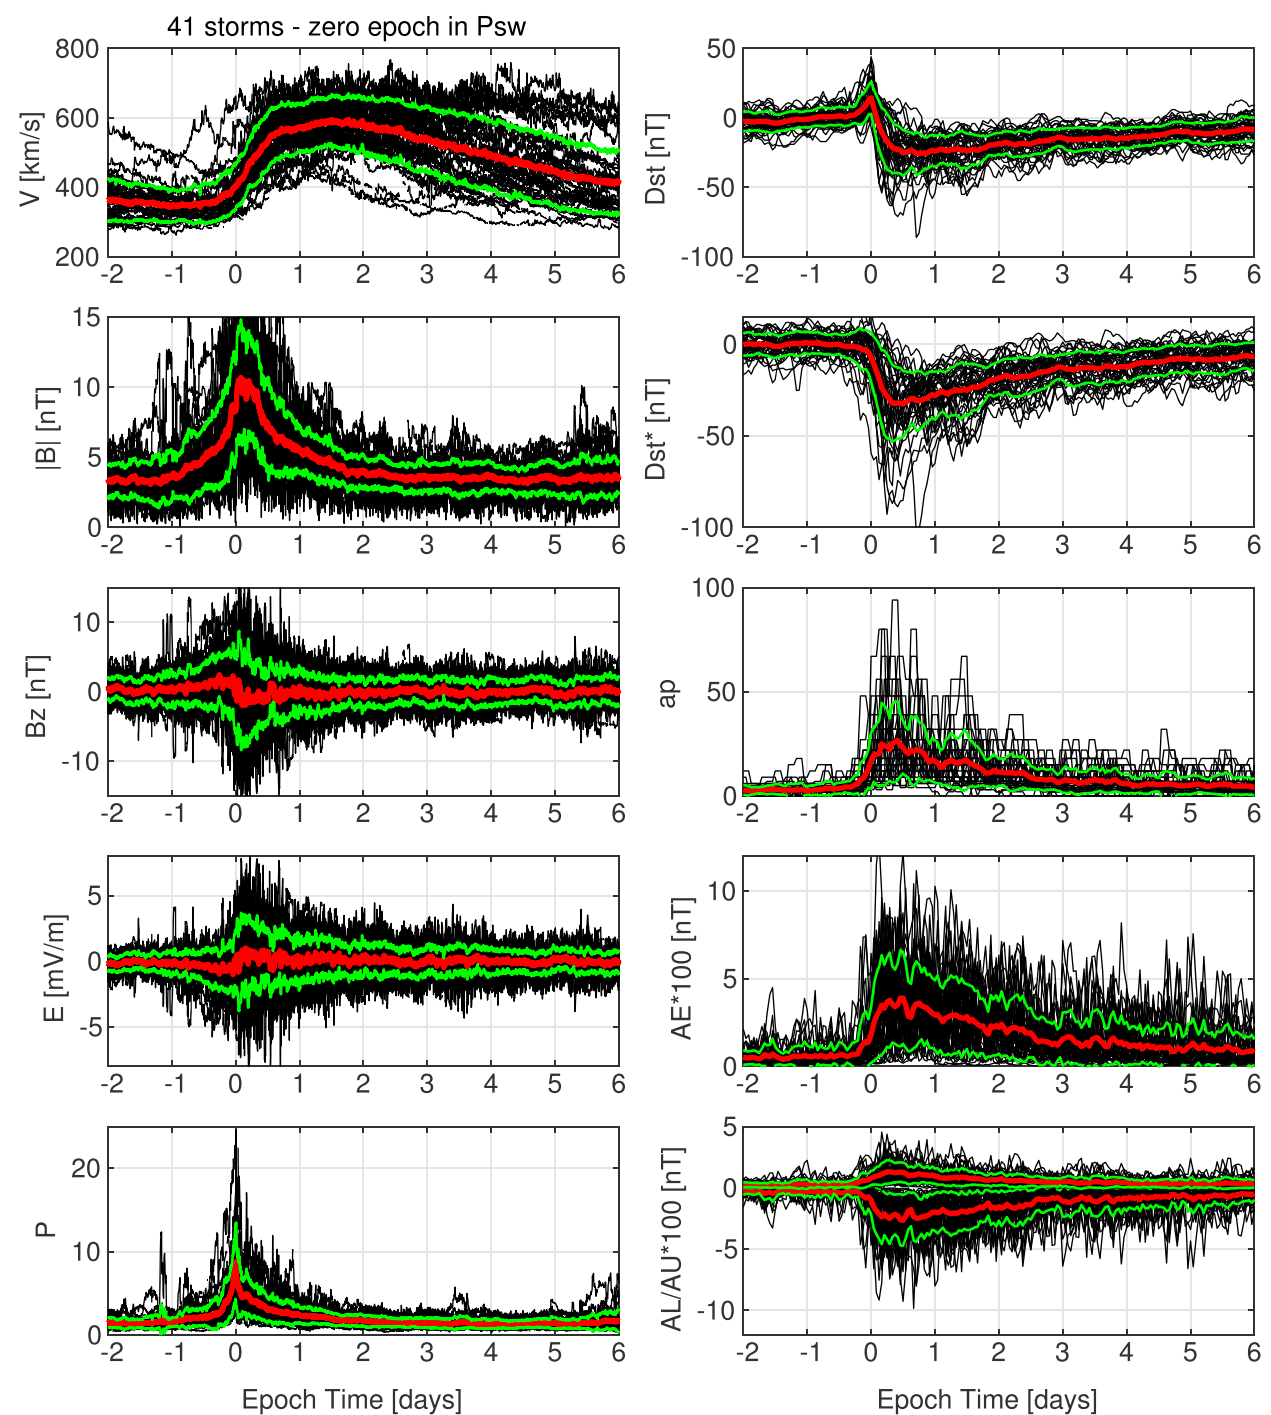 41 storms - zero epoch in Psw
V [km/s]
800
600
400
200
-2 -1 0 1 2 3 4 5 6
Dst [nT]
50
0
-50
-100
-2 -1 0 1 2 3 4 5 6
|B| [nT]
15
10
5
0
-2 -1 0 1 2 3 4 5 6
Dst* [nT]
0
-50
-100
-2 -1 0 1 2 3 4 5 6
Bz [nT]
10
0
-10
-2 -1 0 1 2 3 4 5 6
ap
100
50
0
-2 -1 0 1 2 3 4 5 6
E [mV/m]
5
0
-5
-2 -1 0 1 2 3 4 5 6
AE*100 [nT]
10
5
0
-2 -1 0 1 2 3 4 5 6
P
20
10
0
-2 -1 0 1 2 3 4 5 6
Epoch Time [days]
AL/AU*100 [nT]
5
0
-5
-10
-2 -1 0 1 2 3 4 5 6
Epoch Time [days]